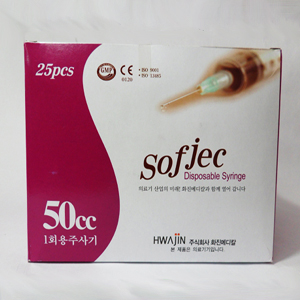 25pcs
GMP
CE
0120
• ISO 9001
• ISO 13485
Sofjec
Disposable Syringe
의료기 산업의 미래! 화진메디칼과 함께 열어 갑니다
50cc
1회용주사기
HWAJIN 주식회사 화진메디칼
본 제품은 의료기기입니다